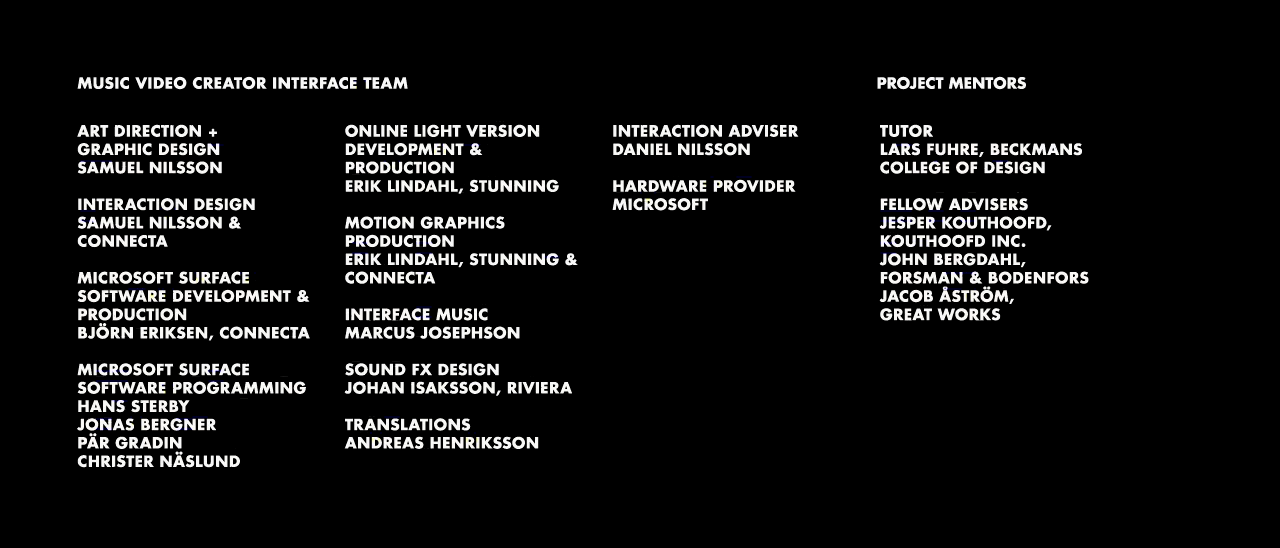 MUSIC VIDEO CREATOR INTERFACE TEAM
ART DIRECTION +
GRAPHIC DESIGN
SAMUEL NILSSON
INTERACTION DESIGN
SAMUEL NILSSON &
CONNECTA
MICROSOFT SURFACE
SOFTWARE DEVELOPMENT &
PRODUCTION
BJÖRN ERIKSEN, CONNECTA
MICROSOFT SURFACE
SOFTWARE PROGRAMMING
HANS STERBY
JONAS BERGNER
PÄR GRADIN
CHRISTER NÄSLUND
ONLINE LIGHT VERSION
DEVELOPMENT &
PRODUCTION
ERIK LINDAHL, STUNNING
MOTION GRAPHICS
PRODUCTION
ERIK LINDAHL, STUNNING &
CONNECTA
INTERFACE MUSIC
MARCUS JOSEPHSON
SOUND FX DESIGN
JOHAN ISAKSSON, RIVIERA
TRANSLATIONS
ANDREAS HENRIKSSON
INTERACTION ADVISER
DANIEL NILSSON
HARDWARE PROVIDER
MICROSOFT
PROJECT MENTORS
TUTOR
LARS FUHRE, BECKMANS
COLLEGE OF DESIGN
FELLOW ADVISERS
JESPER KOUTHOOFD,
KOUTHOOFD INC.
JOHN BERGDAHL,
FORSMAN & BODENFORS
JACOB ÅSTRÖM,
GREAT WORKS